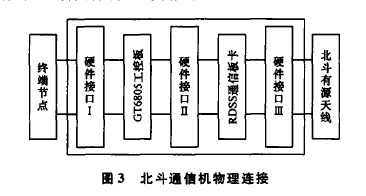 终端节点
硬件接口Ⅰ
GT6805工控板
硬件接口Ⅱ
RDSS通信板卡
硬件接口Ⅲ
北斗有源天线
图3 北斗通信机物理连接